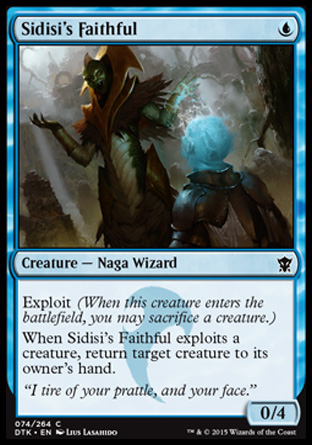 Sidisi's Faithful
Creature — Naga Wizard
Exploit (When this creature enters the
battlefield, you may sacrifice a creature.)
When Sidisi's Faithful exploits a
creature, return target creature to its
owner's hand.
"I tire of your prattle, and your face."
0/4
074/264 C
DTK • EN Lius Lasahido
™ & © 2015 Wizards of the Coast